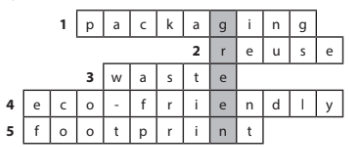 1 packaging
2 reuse
3 waste
4 eco-friendly
5 footprint